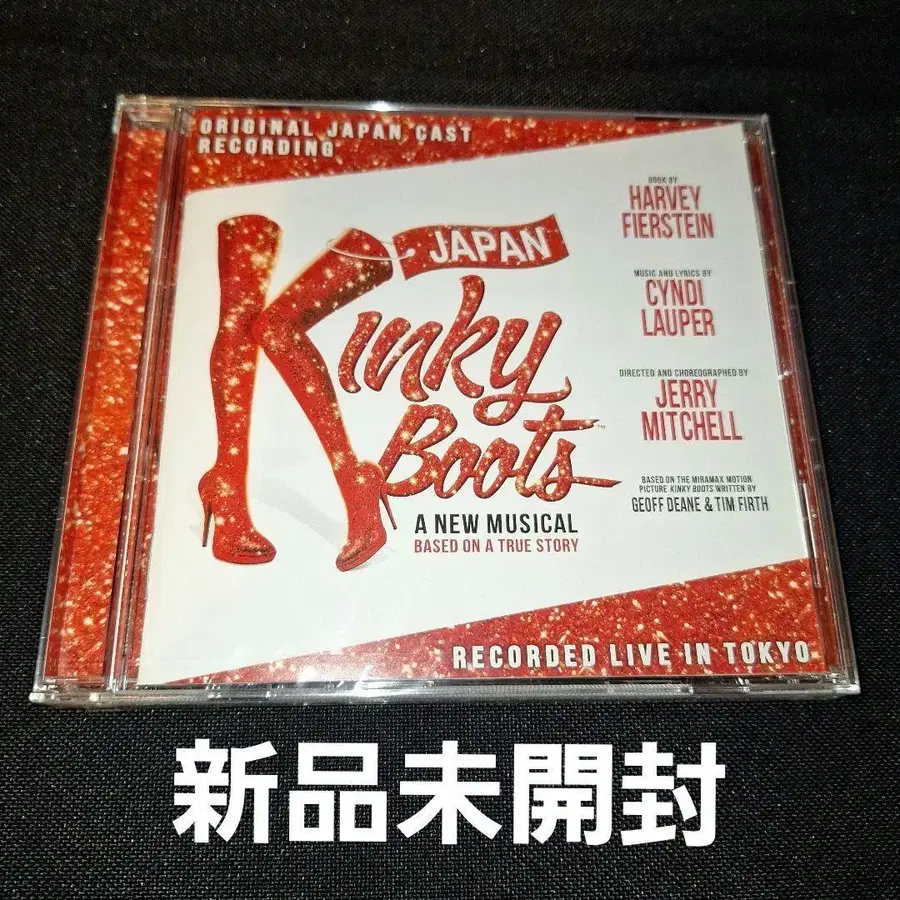 ORIGINAL JAPAN CAST
RECORDING
JAPAN
Kinky
Boots™
A NEW MUSICAL
BASED ON A TRUE STORY
BOOK BY
HARVEY
FIERSTEIN
MUSIC AND LYRICS BY
CYNDI
LAUPER
DIRECTED AND CHOREOGRAPHED BY
JERRY
MITCHELL
BASED ON THE MIRAMAX MOTION
PICTURE KINKY BOOTS WRITTEN BY
GEOFF DEANE & TIM FIRTH
RECORDED LIVE IN TOKYO
新品未開封